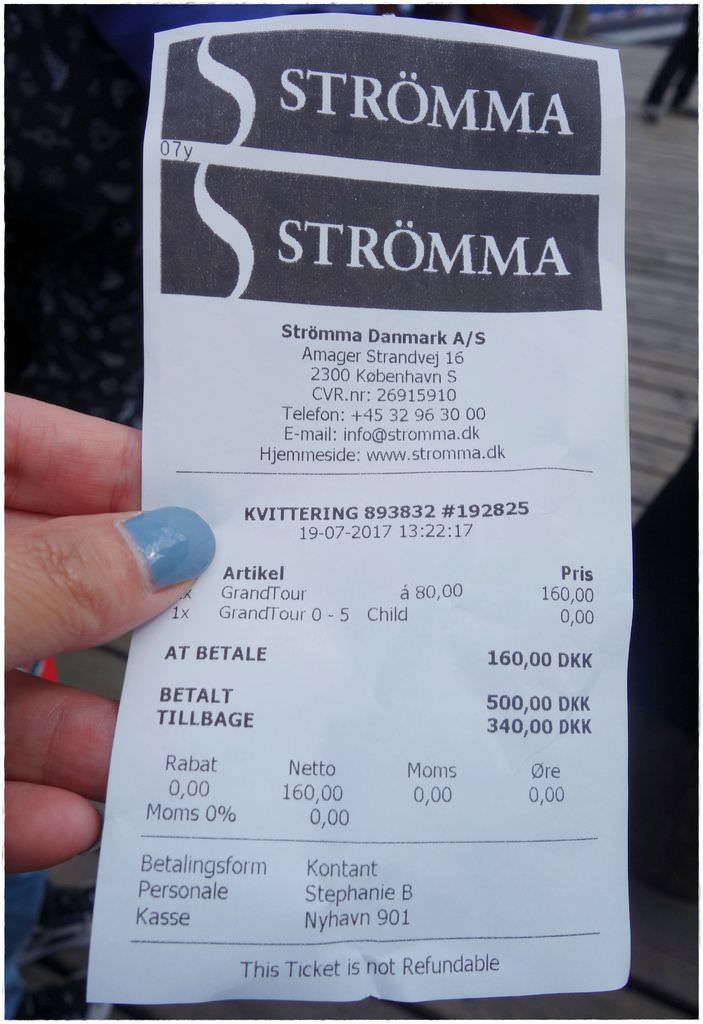 STRÖMMA
07y
STRÖMMA
Strömma Danmark A/S
Amager Strandvej 16
2300 København S
CVR.nr: 26915910
Telefon: +45 32 96 30 00
E-mail: info@stromma.dk
Hjemmeside: www.stromma.dk
KVITTERING 893832 #192825
19-07-2017 13:22:17
Artikel Pris
x GrandTour á 80,00 160,00
1x GrandTour 0 - 5 Child 0,00
AT BETALE 160,00 DKK
BETALT 500,00 DKK
TILLBAGE 340,00 DKK
Rabat Netto Moms Øre
0,00 160,00 0,00 0,00
Moms 0% 0,00
Betalingsform Kontant
Personale Stephanie B
Kasse Nyhavn 901
This Ticket is not Refundable